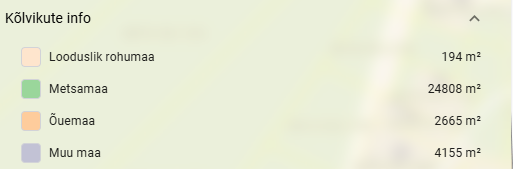 Kõlvikute info
Looduslik rohumaa 194 m²
Metsamaa 24808 m²
Õuemaa 2665 m²
Muu maa 4155 m²